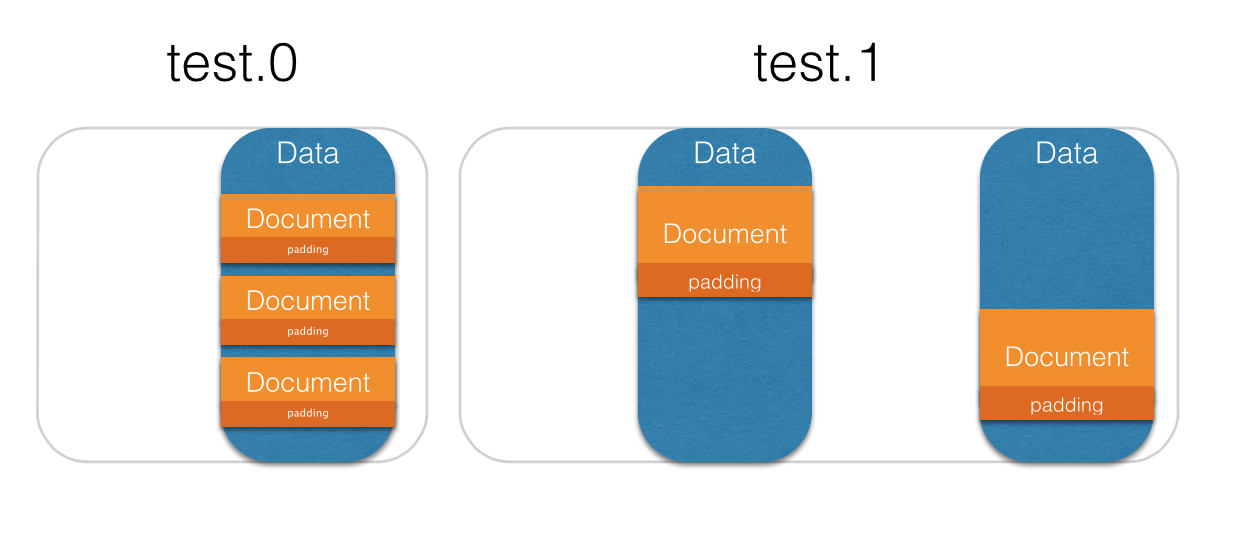 test.0
Data
Document
padding
Document
padding
Document
padding
test.1
Data
Document
padding
Data
Document
padding